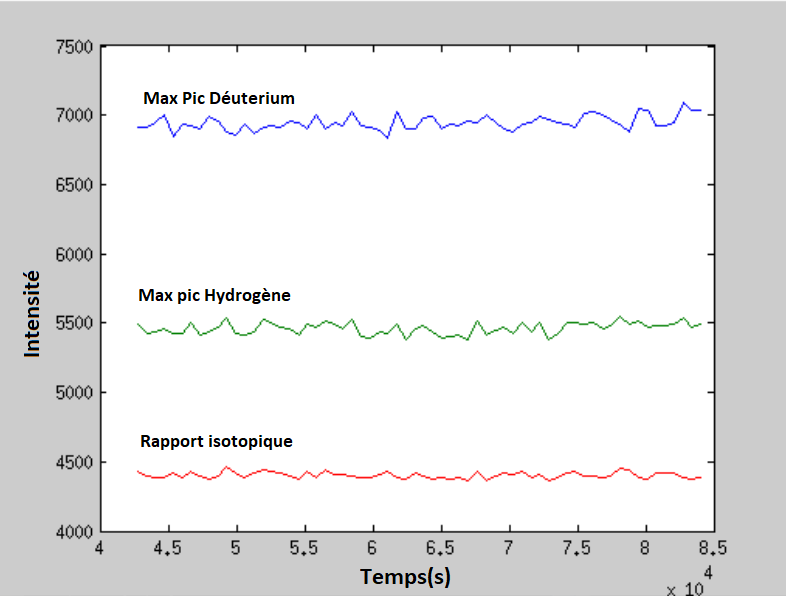 7500
Max Pic Déuterium
7000
6500
6000
Max pic Hydrogène
5500
Intensité
5000
Rapport isotopique
4500
4000
4 4.5 5 5.5 6 6.5 7 7.5 8 8.5
Temps(s)
x 10 4